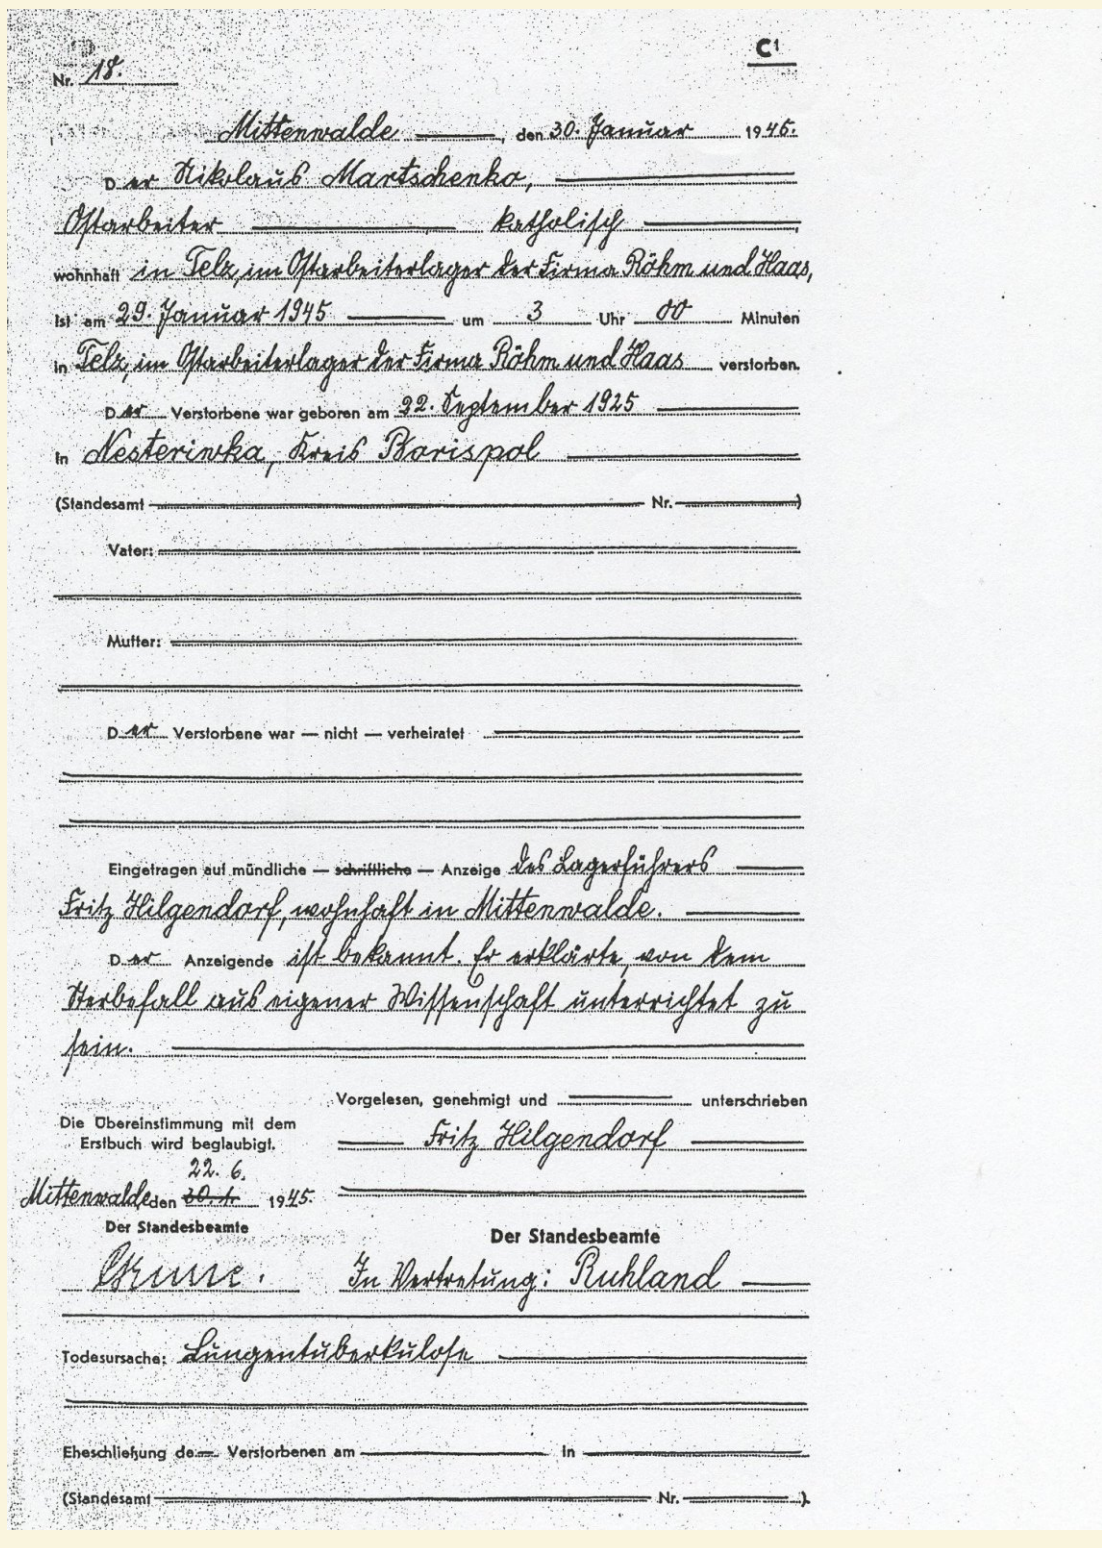 C¹
Nr. 18.
Mittenwalde, den 30. Januar 1945.
Der Nikolaus Martschenko,
Ostarbeiter katholisch
wohnhaft in Telz, im Ostarbeiterlager der Firma Röhm und Haas,
ist am 29. Januar 1945 um 3 Uhr 00 Minuten
in Telz, im Ostarbeiterlager der Firma Röhm und Haas verstorben.
Der Verstorbene war geboren am 22. September 1925
in Nesteriwka, Kreis Borispol
(Standesamt Nr. )
Vater:
Mutter:
Der Verstorbene war — nicht — verheiratet
Eingetragen auf mündliche — schriftliche — Anzeige des Lagerführers
Fritz Hilgendorf, wohnhaft in Mittenwalde.
Der Anzeigende ist bekannt. Er erklärte, von dem
Sterbefall aus eigener Wissenschaft unterrichtet zu
sein.
Vorgelesen, genehmigt und unterschrieben
Fritz Hilgendorf
Die Übereinstimmung mit dem
Erstbuch wird beglaubigt.
22. 6.
Mittenwalde, den 30. 1. 1945.
Der Standesbeamte
Der Standesbeamte
In Vertretung: Ruhland
Todesursache: Lungentuberkulose
Eheschließung de Verstorbenen am in
(Standesamt Nr. ).